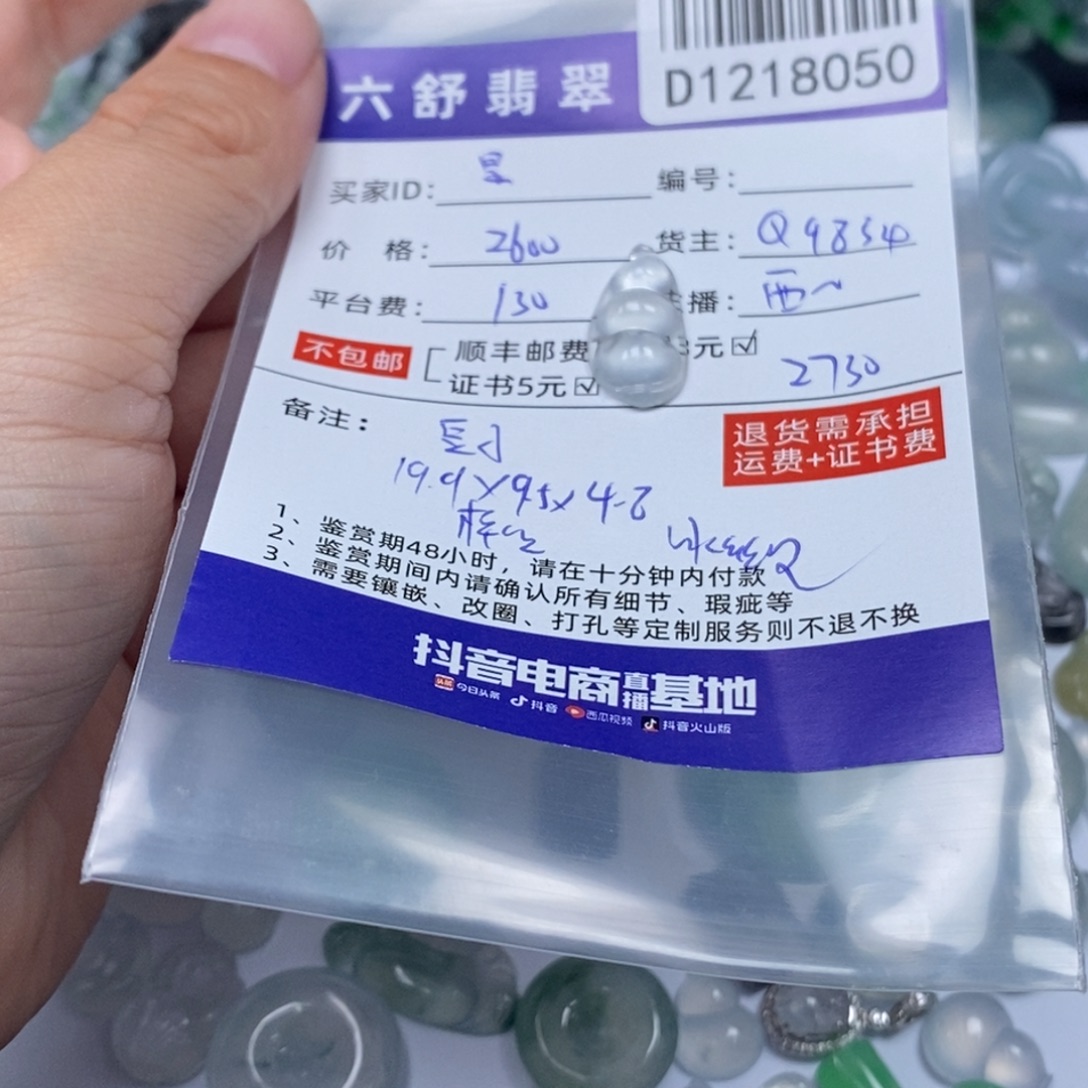 D1218050
六舒翡翠
买家ID: 星 编号:
价 格: 2600 货主: Q9834
平台费: 130 播: 西~
不包邮 顺丰邮费 3元☑
证书5元☑ 2730
备注:
退货需承担
运费+证书费
19.9×9.5×4.8
1、鉴赏期48小时，请在十分钟内付款
2、鉴赏期间内请确认所有细节、瑕疵等
3、需要镶嵌、改圈、打孔等定制服务则不退不换
抖音电商直播基地
今日头条 抖音 西瓜视频 抖音火山版